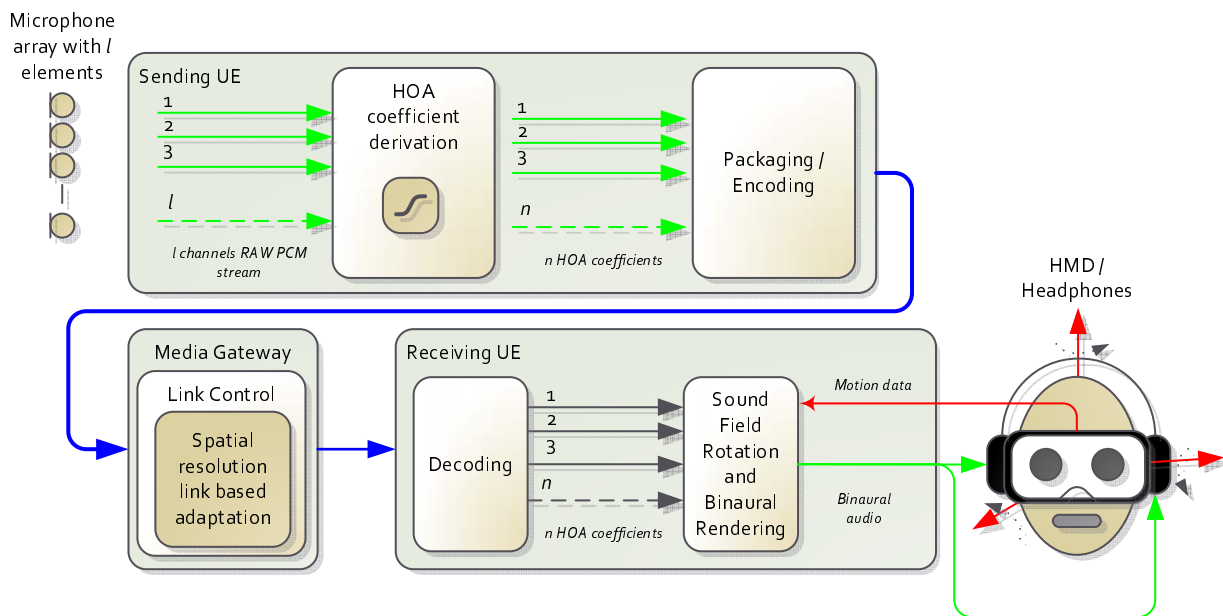 Microphone
array with l
elements
Sending UE
1
2
3
l
l channels RAW PCM
stream
HOA
coefficient
derivation
1
2
3
n
n HOA coefficients
Packaging /
Encoding
HMD /
Headphones
Media Gateway
Link Control
Spatial
resolution
link based
adaptation
Receiving UE
Decoding
1
2
3
n
n HOA coefficients
Sound
Field
Rotation
and
Binaural
Rendering
Motion data
Binaural
audio